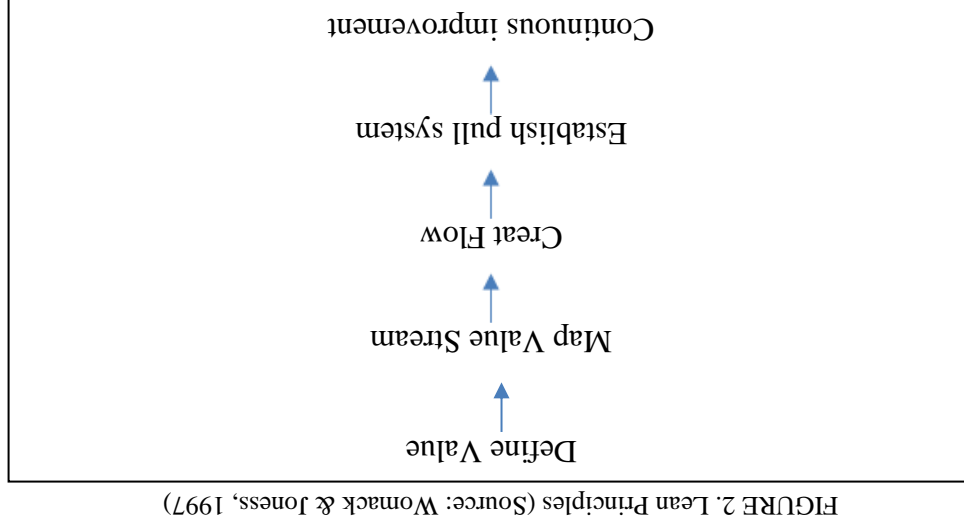 FIGURE 2. Lean Principles (Source: Womack & Joness, 1997)
Define Value
Map Value Stream
Creat Flow
Establish pull system
Continuous improvement